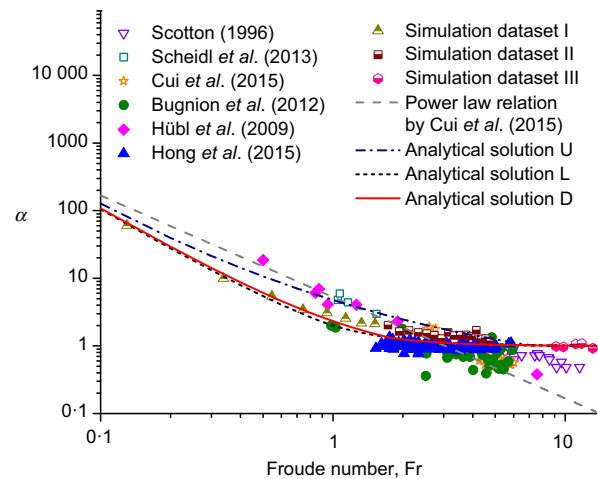 Scotton (1996)
Scheidl et al. (2013)
Cui et al. (2015)
Bugnion et al. (2012)
Hübl et al. (2009)
Hong et al. (2015)
Simulation dataset I
Simulation dataset II
Simulation dataset III
Power law relation
by Cui et al. (2015)
Analytical solution U
Analytical solution L
Analytical solution D
α
10 000
1000
100
10
1
0·1
0·1
1
10
Froude number, Fr